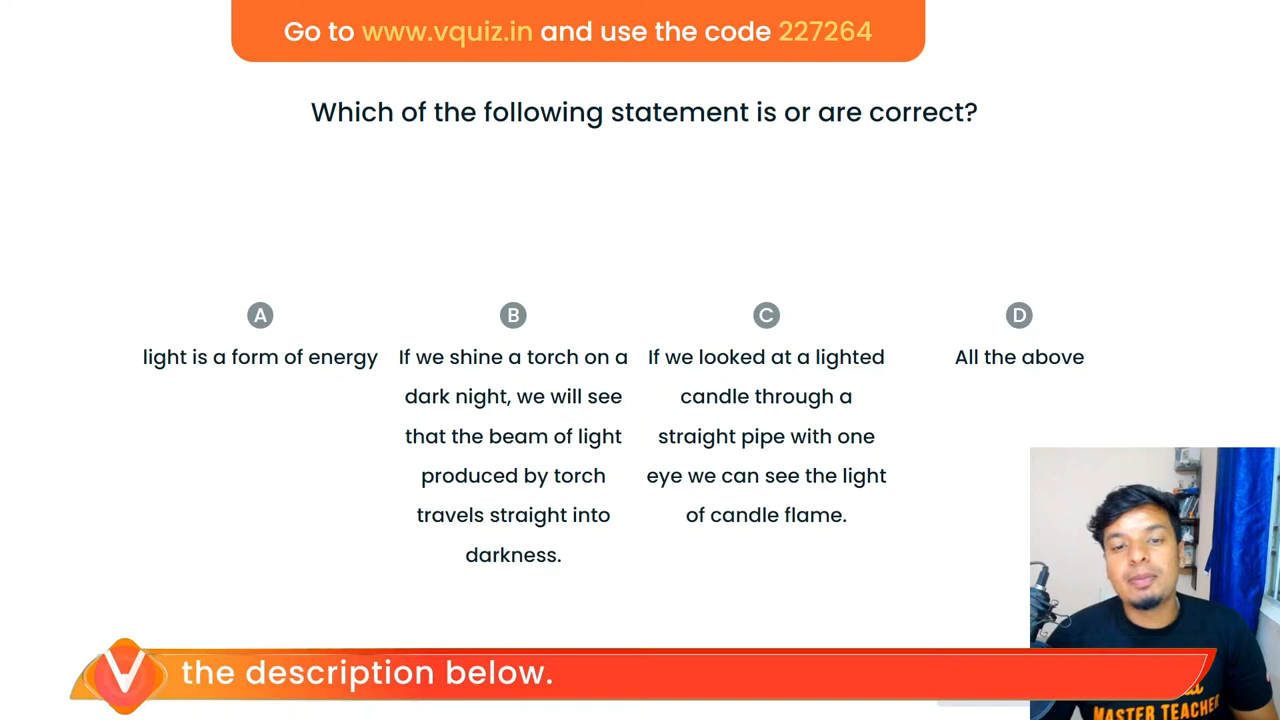 Go to www.vquiz.in and use the code 227264
Which of the following statement is or are correct?
A
light is a form of energy
B
If we shine a torch on a
dark night, we will see
that the beam of light
produced by torch
travels straight into
darkness.
C
If we looked at a lighted
candle through a
straight pipe with one
eye we can see the light
of candle flame.
D
All the above
V the description below.
MASTER TEACHER